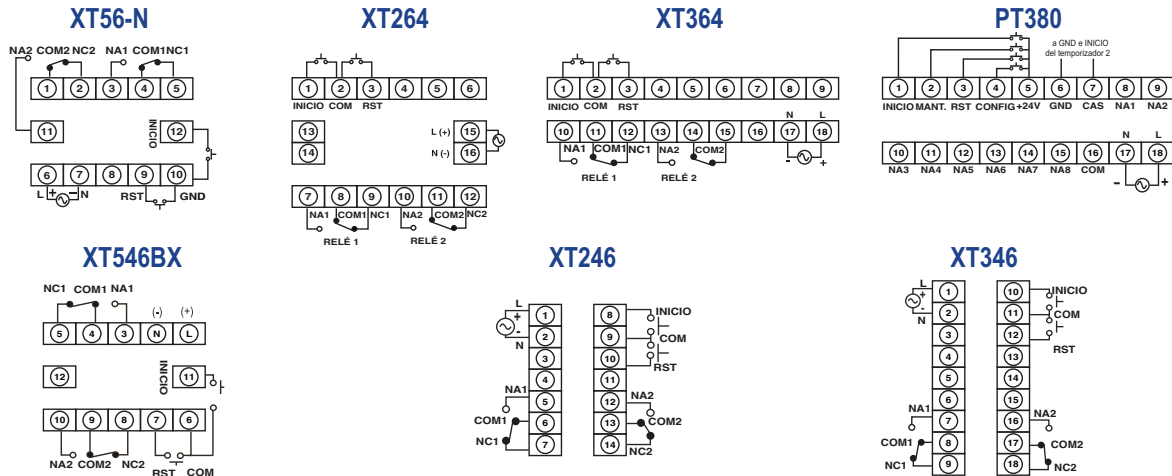 XT56-N
NA2 COM2 NC2 NA1 COM1NC1
1 2 3 4 5
11 INICIO 12
6 7 8 9 10
L + – N RST GND
XT264
1 2 3 4 5 6
INICIO COM RST
13 L (+) 15
14 N (-) 16
7 8 9 10 11 12
NA1 COM1 NC1 NA2 COM2 NC2
RELÉ 1 RELÉ 2
XT364
1 2 3 4 5 6 7 8 9
INICIO COM RST
N L
10 11 12 13 14 15 16 17 18
NA1 COM1 NC1 NA2 COM2 - +
RELÉ 1 RELÉ 2
PT380
a GND e INICIO
del temporizador 2
1 2 3 4 5 6 7 8 9
INICIO MANT. RST CONFIG +24V GND CAS NA1 NA2
N L
10 11 12 13 14 15 16 17 18
NA3 NA4 NA5 NA6 NA7 NA8 COM - +
XT546BX
NC1 COM1 NA1 (-) (+)
5 4 3 N L
12 INICIO 11
10 9 8 7 6
NA2 COM2 NC2 RST COM
XT246
L 1 8 INICIO
+
- 2 9 COM
N
3 10 RST
4 11
NA1 5 12 NA2
COM1 6 13 COM2
NC1 7 14 NC2
XT346
L 1 10 INICIO
+
- 2 11 COM
N
3 12 RST
4 13
5 14
6 15
NA1 7 16 NA2
COM1 8 17 COM2
NC1 9 18 NC2